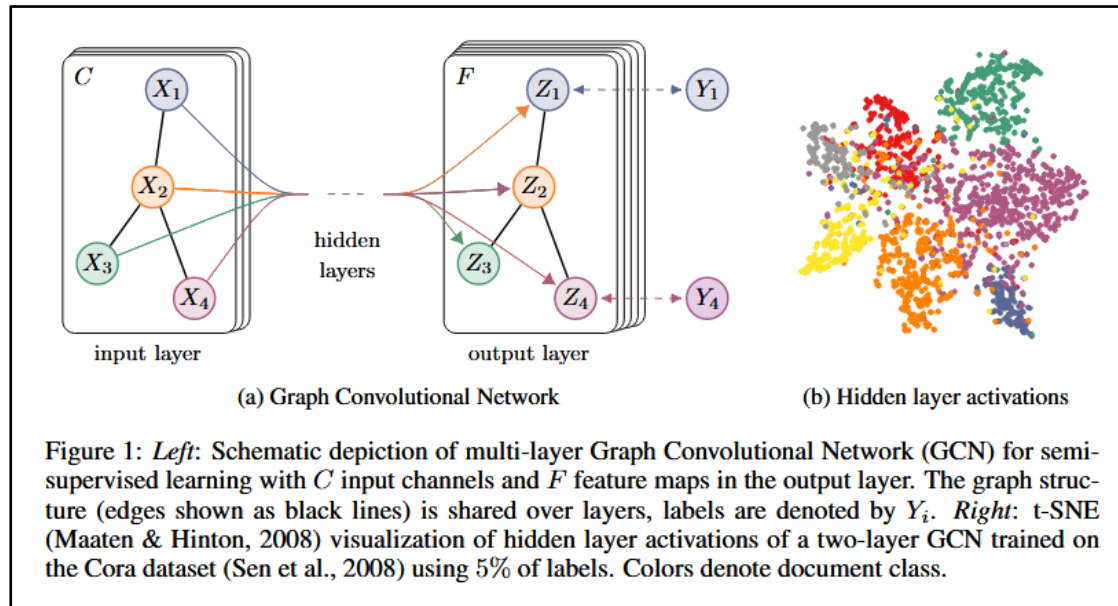 C
X1
X2
X3
X4
input layer
hidden
layers
F
Z1
Z2
Z3
Z4
output layer
Y1
Y4
(a) Graph Convolutional Network
(b) Hidden layer activations
Figure 1: Left: Schematic depiction of multi-layer Graph Convolutional Network (GCN) for semi-
supervised learning with C input channels and F feature maps in the output layer. The graph struc-
ture (edges shown as black lines) is shared over layers, labels are denoted by Yi. Right: t-SNE
(Maaten & Hinton, 2008) visualization of hidden layer activations of a two-layer GCN trained on
the Cora dataset (Sen et al., 2008) using 5% of labels. Colors denote document class.